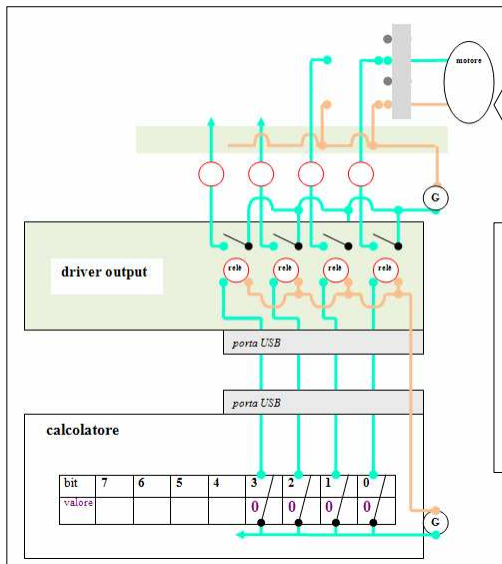 motore
G
driver output
relè relè relè relè
porta USB
porta USB
calcolatore
bit 7 6 5 4 3 2 1 0
valore 0 0 0 0
G